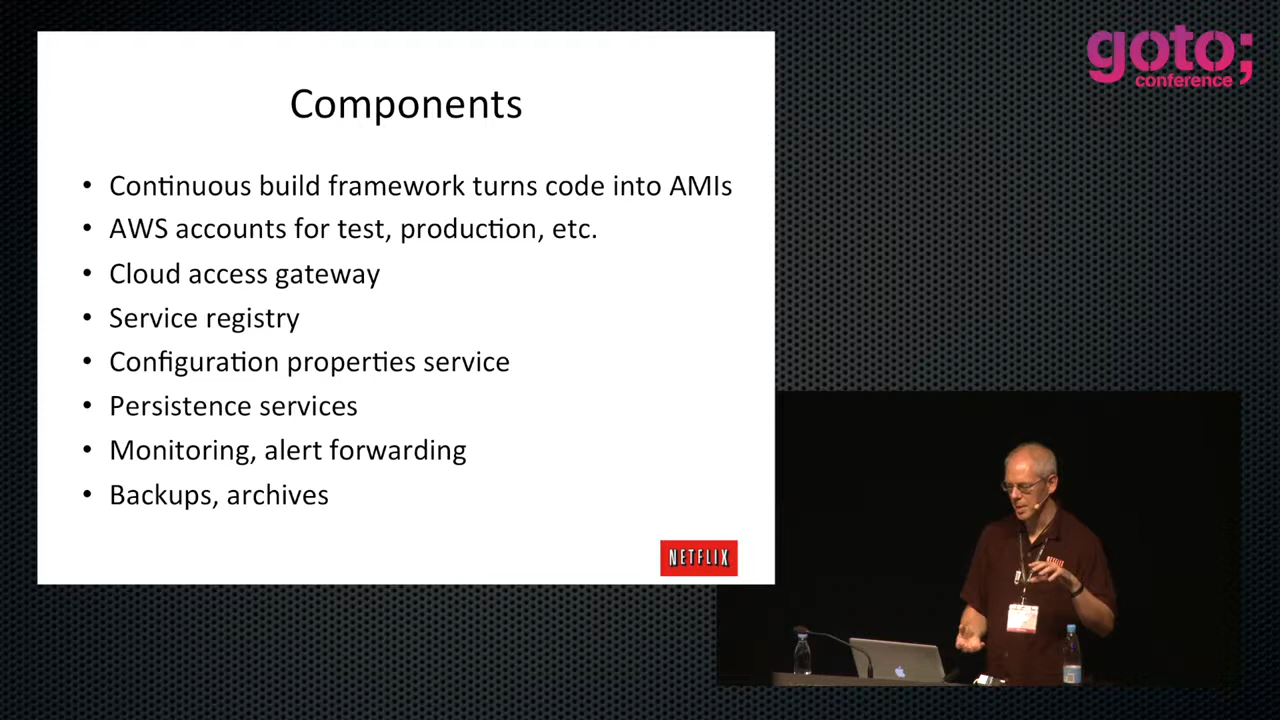 goto;
conference
Components
• Continuous build framework turns code into AMIs
• AWS accounts for test, production, etc.
• Cloud access gateway
• Service registry
• Configuration properties service
• Persistence services
• Monitoring, alert forwarding
• Backups, archives
NETFLIX